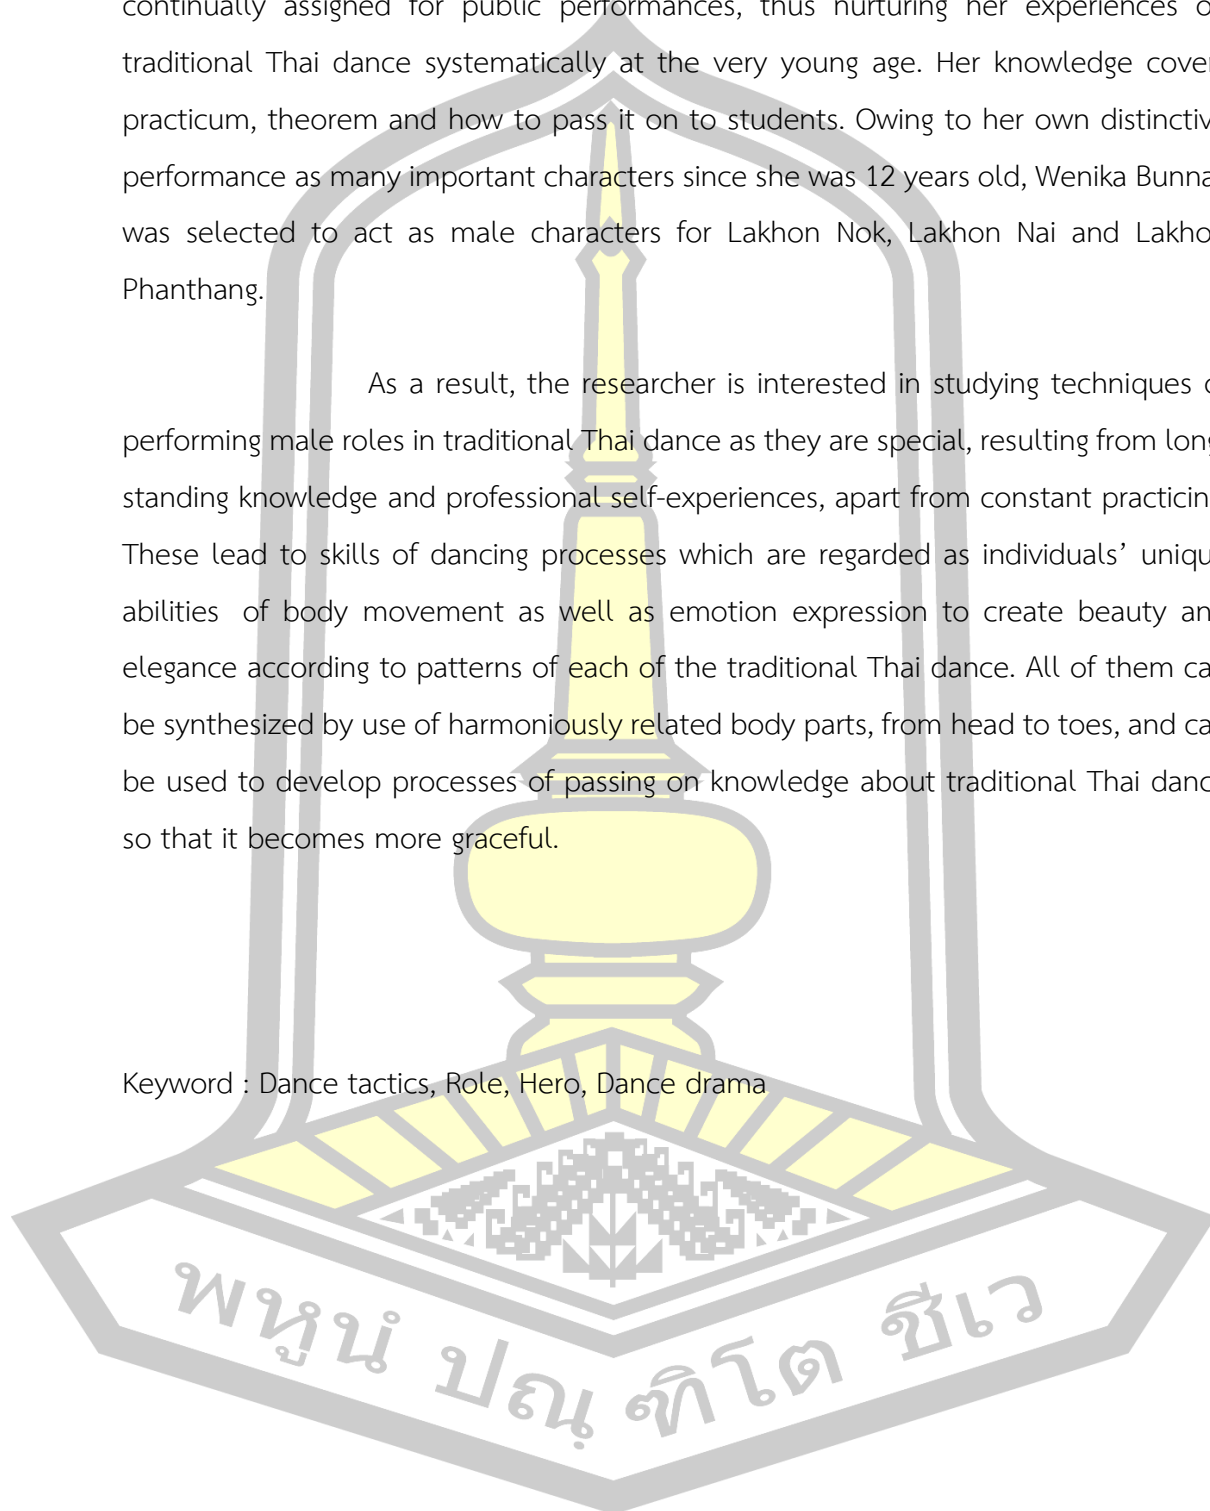 continually assigned for public performances, thus nurturing her experiences
traditional Thai dance systematically at the very young age. Her knowledge cover
practicum, theorem and how to pass it on to students. Owing to her own distinctiv
performance as many important characters since she was 12 years old, Wenika Bunna
was selected to act as male characters for Lakhon Nok, Lakhon Nai and Lakho
Phanthang.
As a result, the researcher is interested in studying techniques
performing male roles in traditional Thai dance as they are special, resulting from long
standing knowledge and professional self-experiences, apart from constant practicin
These lead to skills of dancing processes which are regarded as individuals’ uniqu
abilities of body movement as well as emotion expression to create beauty an
elegance according to patterns of each of the traditional Thai dance. All of them ca
be synthesized by use of harmoniously related body parts, from head to toes, and ca
be used to develop processes of passing on knowledge about traditional Thai danc
so that it becomes more graceful.
Keyword : Dance tactics, Role, Hero, Dance drama
พหูนํ ปณฺฑิโต ชีเว